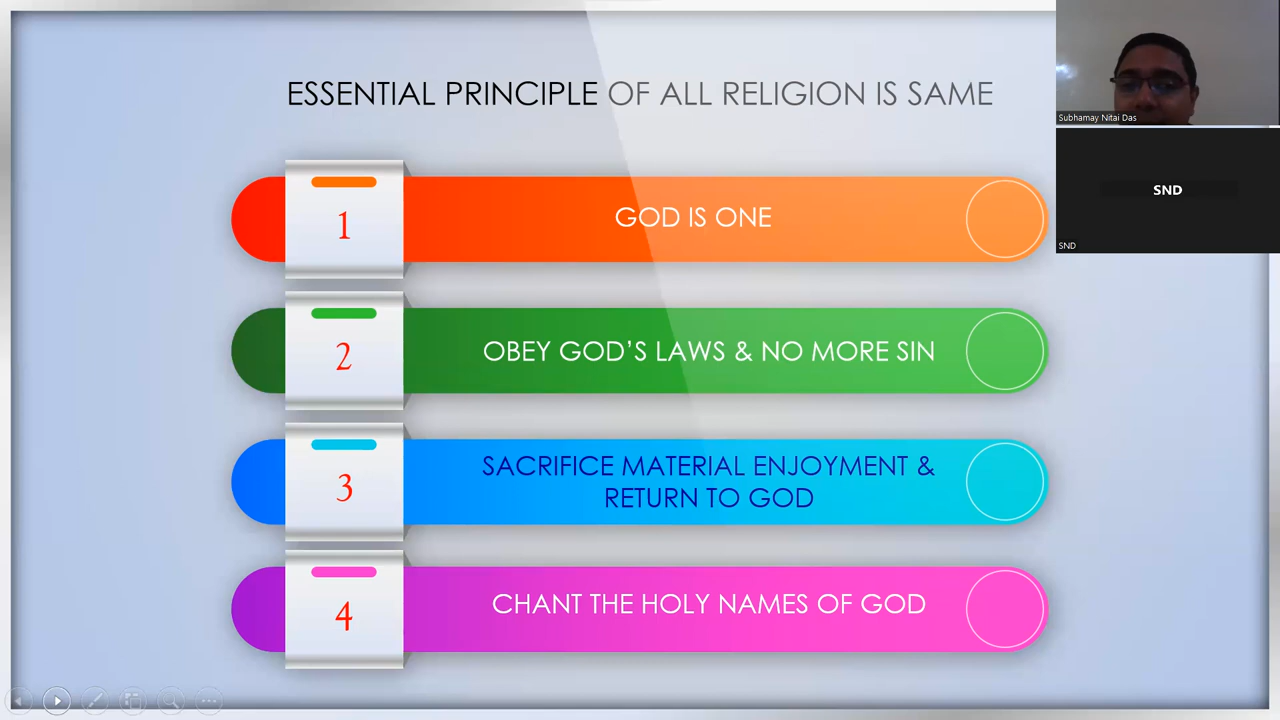 ESSENTIAL PRINCIPLE OF ALL RELIGION IS SAME
1
GOD IS ONE
2
OBEY GOD’S LAWS & NO MORE SIN
3
SACRIFICE MATERIAL ENJOYMENT &
RETURN TO GOD
4
CHANT THE HOLY NAMES OF GOD
Subhamay Nitai Das
SND
SND